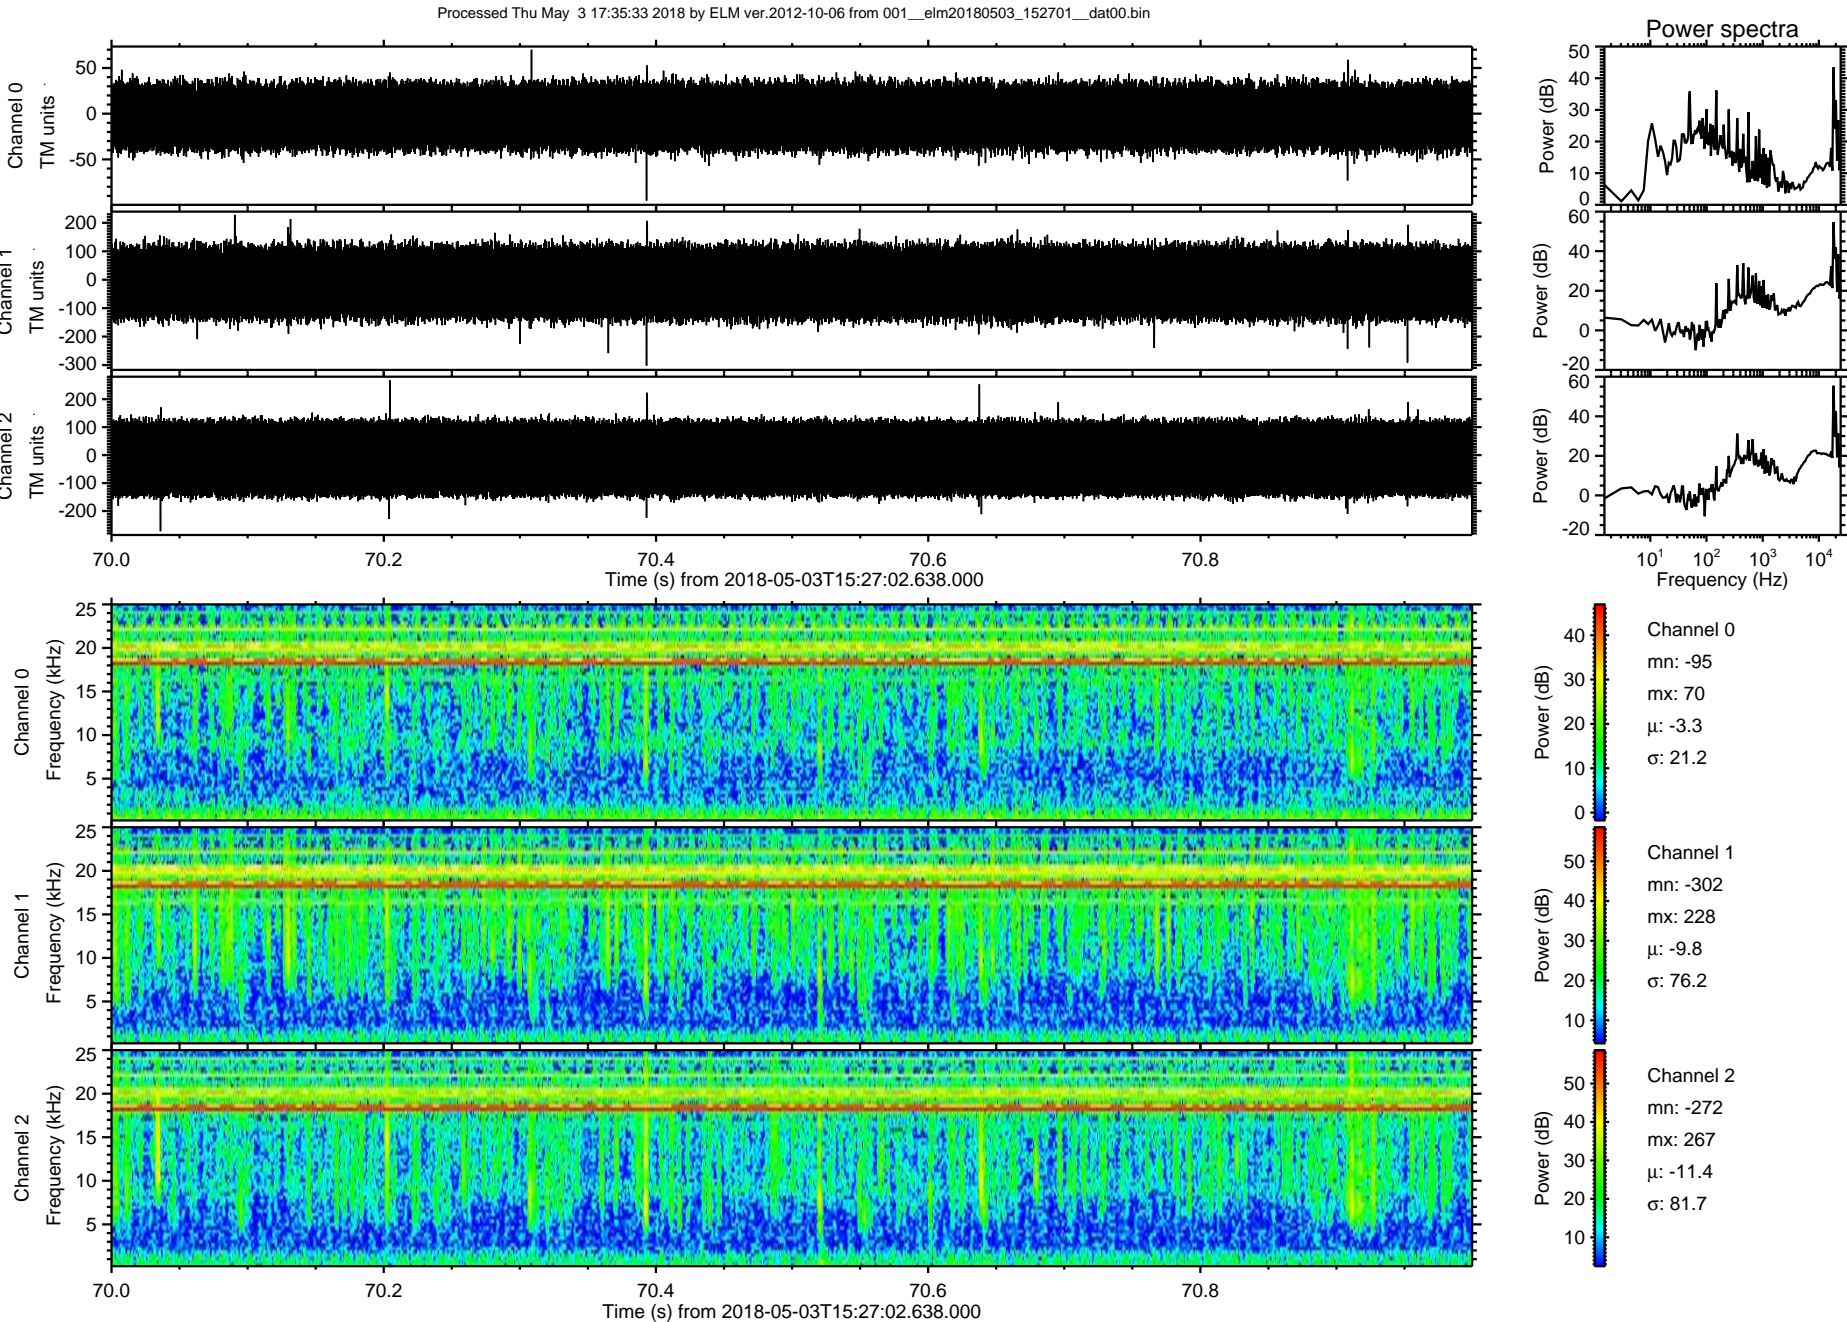 Processed Thu May  3 17:35:33 2018 by ELM ver.2012-10-06 from 001__elm20180503_152701__dat00.bin
Power spectra
Channel 0
TM units
50
0
-50
Power (dB)
50
40
30
20
10
0
Channel 1
TM units
200
100
0
-100
-200
-300
Power (dB)
60
40
20
0
-20
Channel 2
TM units
200
100
0
-100
-200
Power (dB)
60
40
20
0
-20
70.0 70.2 70.4 70.6 70.8
Time (s) from 2018-05-03T15:27:02.638.000
10¹ 10² 10³ 10⁴
Frequency (Hz)
Channel 0
Frequency (kHz)
25
20
15
10
5
Power (dB)
40
30
20
10
0
Channel 0
mn: -95
mx: 70
μ: -3.3
σ: 21.2
Channel 1
Frequency (kHz)
25
20
15
10
5
Power (dB)
50
40
30
20
10
Channel 1
mn: -302
mx: 228
μ: -9.8
σ: 76.2
Channel 2
Frequency (kHz)
25
20
15
10
5
Power (dB)
50
40
30
20
10
Channel 2
mn: -272
mx: 267
μ: -11.4
σ: 81.7
70.0 70.2 70.4 70.6 70.8
Time (s) from 2018-05-03T15:27:02.638.000